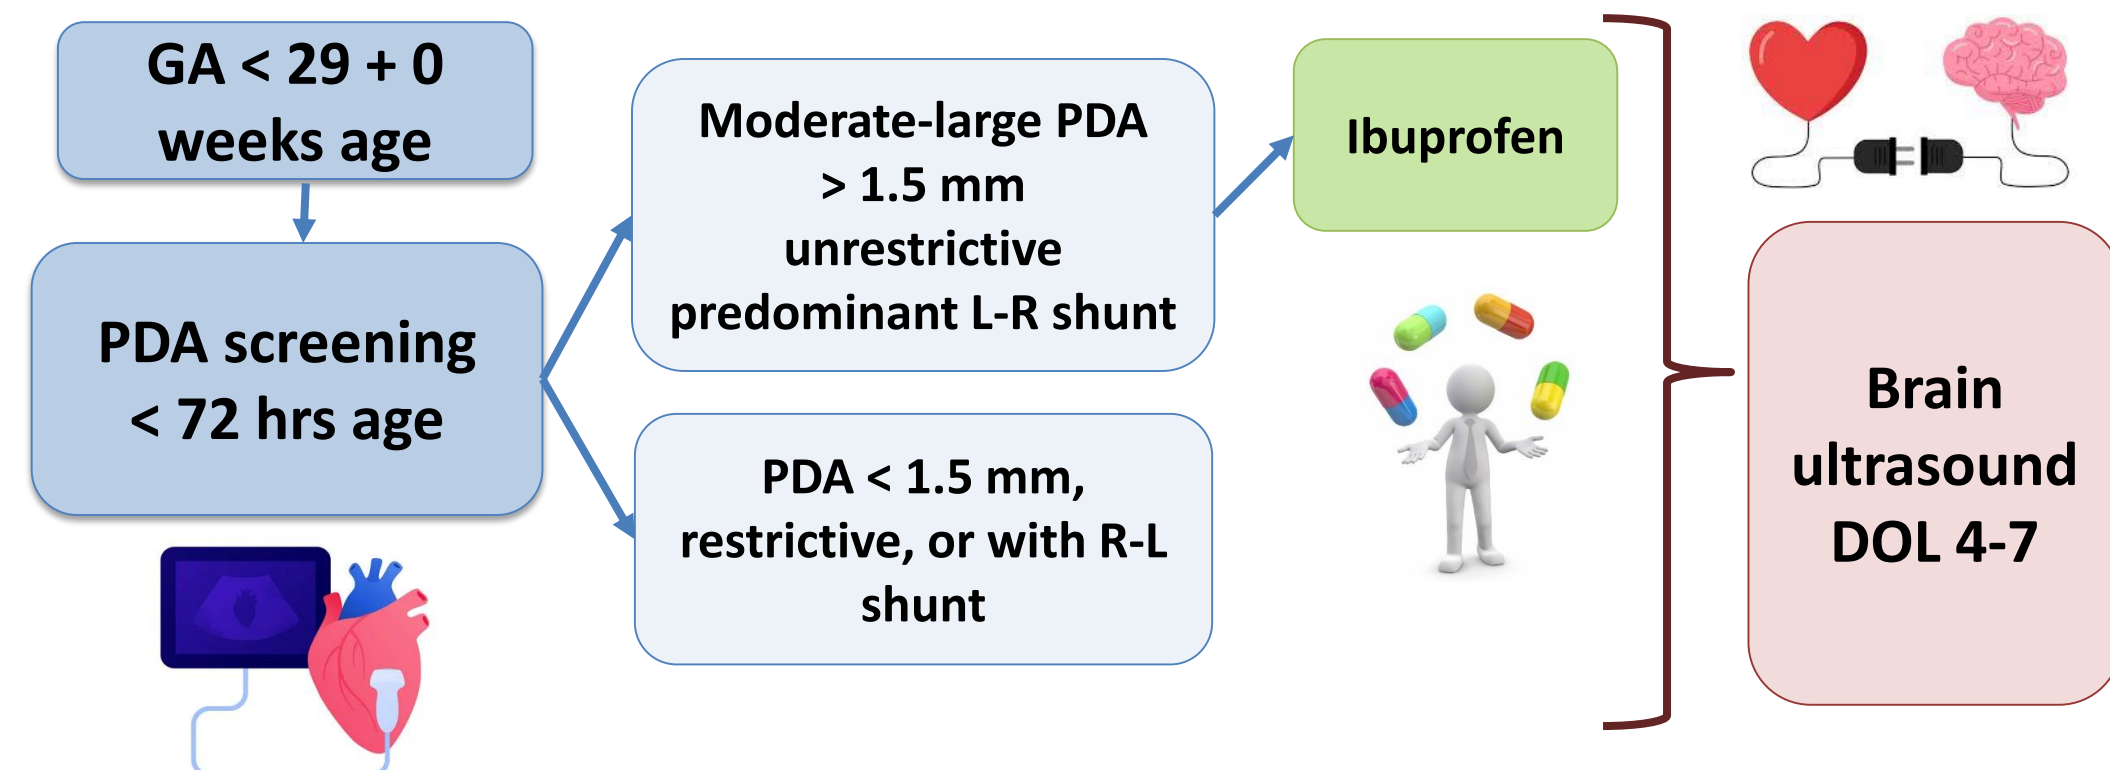 GA < 29 + 0
weeks age
PDA screening
< 72 hrs age
Moderate-large PDA
> 1.5 mm
unrestrictive
predominant L-R shunt
PDA < 1.5 mm,
restrictive, or with R-L
shunt
Ibuprofen
Brain
ultrasound
DOL 4-7